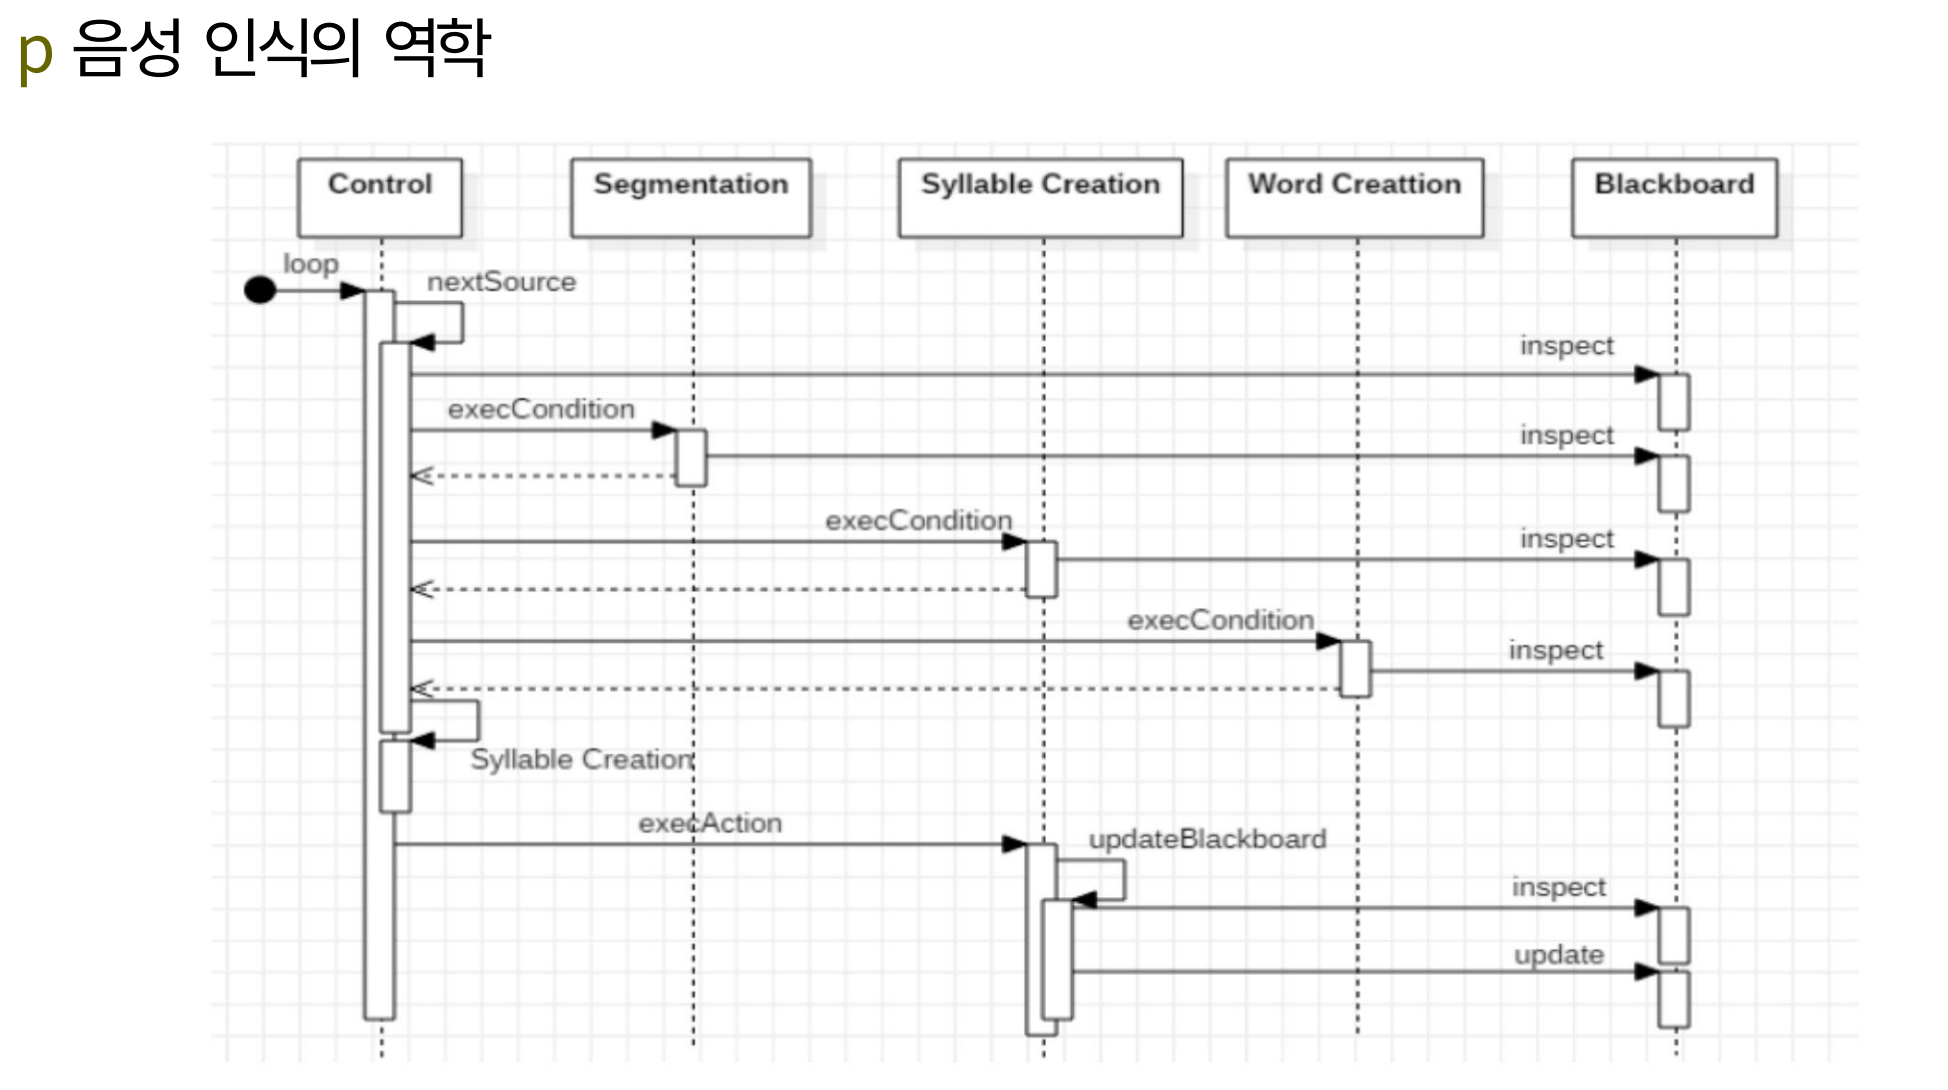 p 음성 인식의 역학
Control
Segmentation
Syllable Creation
Word Creattion
Blackboard
loop
nextSource
inspect
execCondition
inspect
execCondition
inspect
execCondition
inspect
Syllable Creation
execAction
updateBlackboard
inspect
update